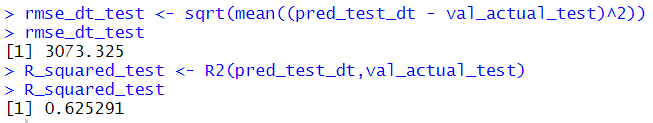 > rmse_dt_test <- sqrt(mean((pred_test_dt - val_actual_test)^2))
> rmse_dt_test
[1] 3073.325
> R_squared_test <- R2(pred_test_dt,val_actual_test)
> R_squared_test
[1] 0.625291